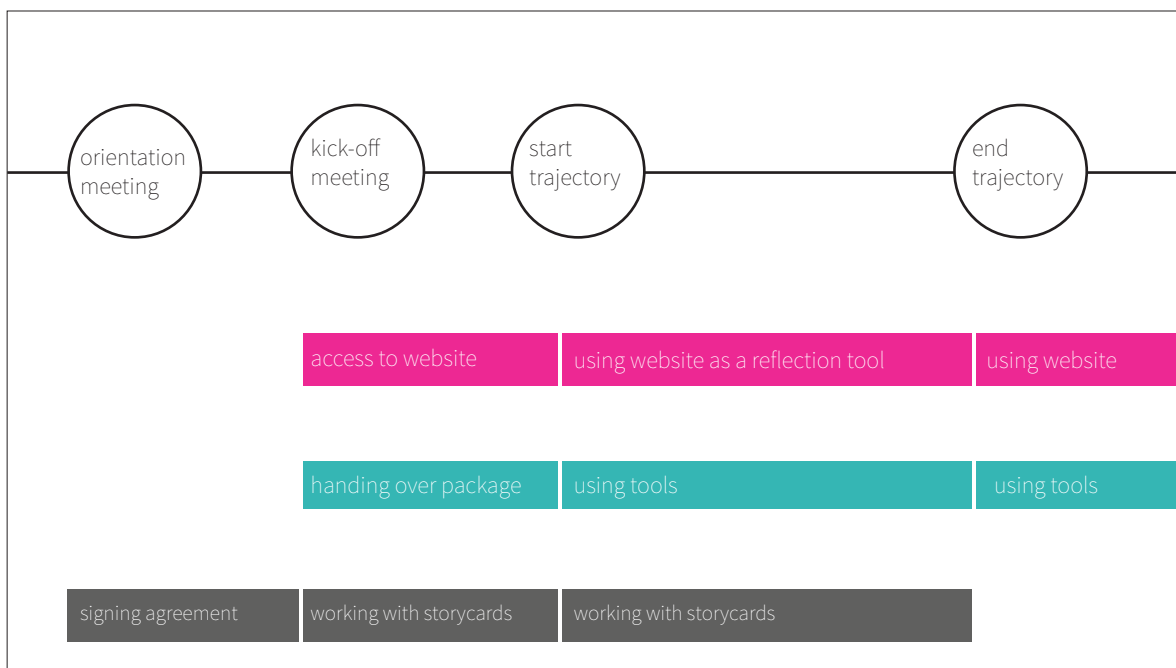 orientation
meeting
kick-off
meeting
start
trajectory
end
trajectory
access to website
using website as a reflection tool
using website
handing over package
using tools
using tools
signing agreement
working with storycards
working with storycards